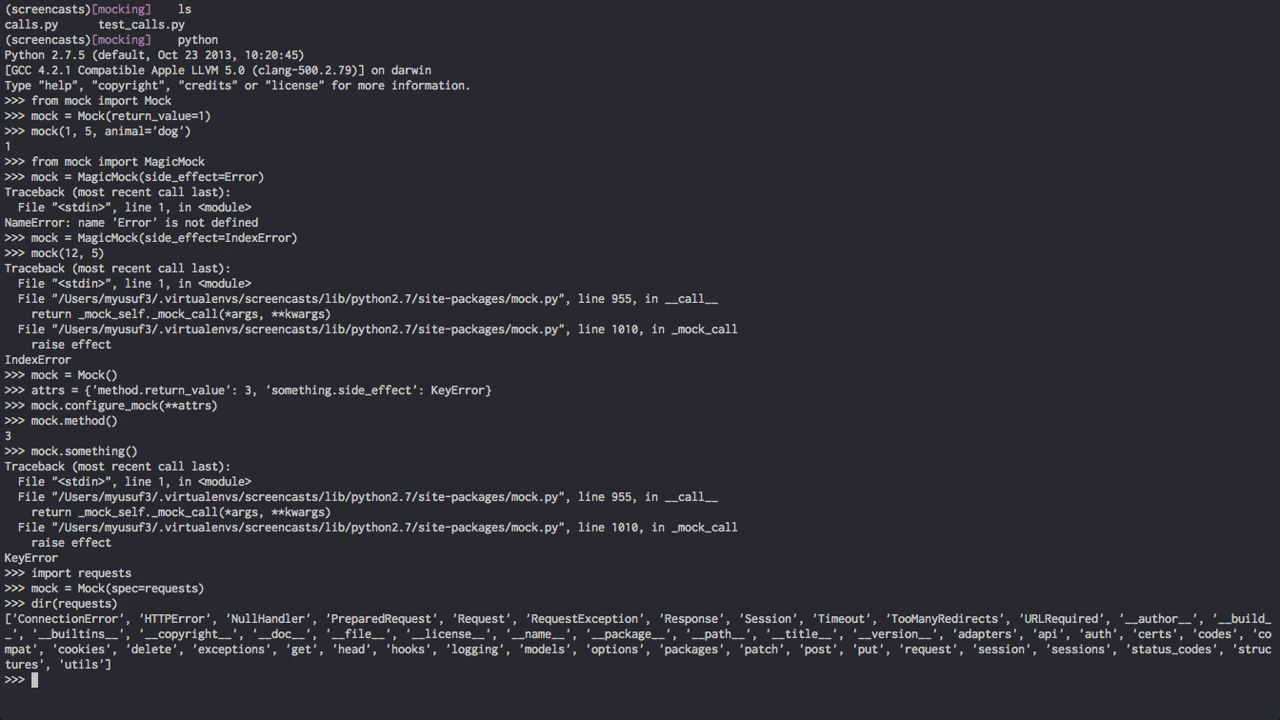 (screencasts)[mocking]    ls
calls.py      test_calls.py
(screencasts)[mocking]    python
Python 2.7.5 (default, Oct 23 2013, 10:20:45)
[GCC 4.2.1 Compatible Apple LLVM 5.0 (clang-500.2.79)] on darwin
Type "help", "copyright", "credits" or "license" for more information.
>>> from mock import Mock
>>> mock = Mock(return_value=1)
>>> mock(1, 5, animal='dog')
1
>>> from mock import MagicMock
>>> mock = MagicMock(side_effect=Error)
Traceback (most recent call last):
  File "<stdin>", line 1, in <module>
NameError: name 'Error' is not defined
>>> mock = MagicMock(side_effect=IndexError)
>>> mock(12, 5)
Traceback (most recent call last):
  File "<stdin>", line 1, in <module>
  File "/Users/myusuf3/.virtualenvs/screencasts/lib/python2.7/site-packages/mock.py", line 955, in __call__
    return _mock_self._mock_call(*args, **kwargs)
  File "/Users/myusuf3/.virtualenvs/screencasts/lib/python2.7/site-packages/mock.py", line 1010, in _mock_call
    raise effect
IndexError
>>> mock = Mock()
>>> attrs = {'method.return_value': 3, 'something.side_effect': KeyError}
>>> mock.configure_mock(**attrs)
>>> mock.method()
3
>>> mock.something()
Traceback (most recent call last):
  File "<stdin>", line 1, in <module>
  File "/Users/myusuf3/.virtualenvs/screencasts/lib/python2.7/site-packages/mock.py", line 955, in __call__
    return _mock_self._mock_call(*args, **kwargs)
  File "/Users/myusuf3/.virtualenvs/screencasts/lib/python2.7/site-packages/mock.py", line 1010, in _mock_call
    raise effect
KeyError
>>> import requests
>>> mock = Mock(spec=requests)
>>> dir(requests)
['ConnectionError', 'HTTPError', 'NullHandler', 'PreparedRequest', 'Request', 'RequestException', 'Response', 'Session', 'Timeout', 'TooManyRedirects', 'URLRequired', '__author__', '__build_
_', '__builtins__', '__copyright__', '__doc__', '__file__', '__license__', '__name__', '__package__', '__path__', '__title__', '__version__', 'adapters', 'api', 'auth', 'certs', 'codes', 'co
mpat', 'cookies', 'delete', 'exceptions', 'get', 'head', 'hooks', 'logging', 'models', 'options', 'packages', 'patch', 'post', 'put', 'request', 'session', 'sessions', 'status_codes', 'struc
tures', 'utils']
>>>